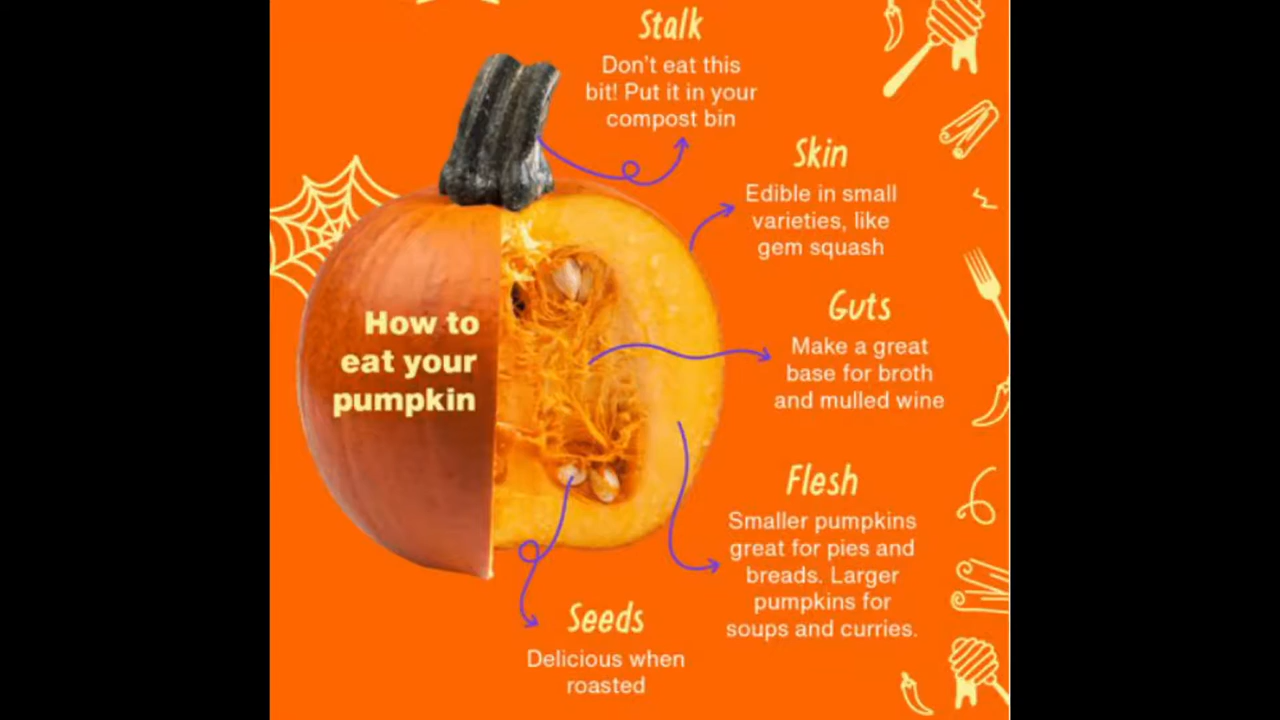 Stalk
Don't eat this
bit! Put it in your
compost bin
Skin
Edible in small
varieties, like
gem squash
How to
eat your
pumpkin
Guts
Make a great
base for broth
and mulled wine
Flesh
Smaller pumpkins
great for pies and
breads. Larger
pumpkins for
soups and curries.
Seeds
Delicious when
roasted